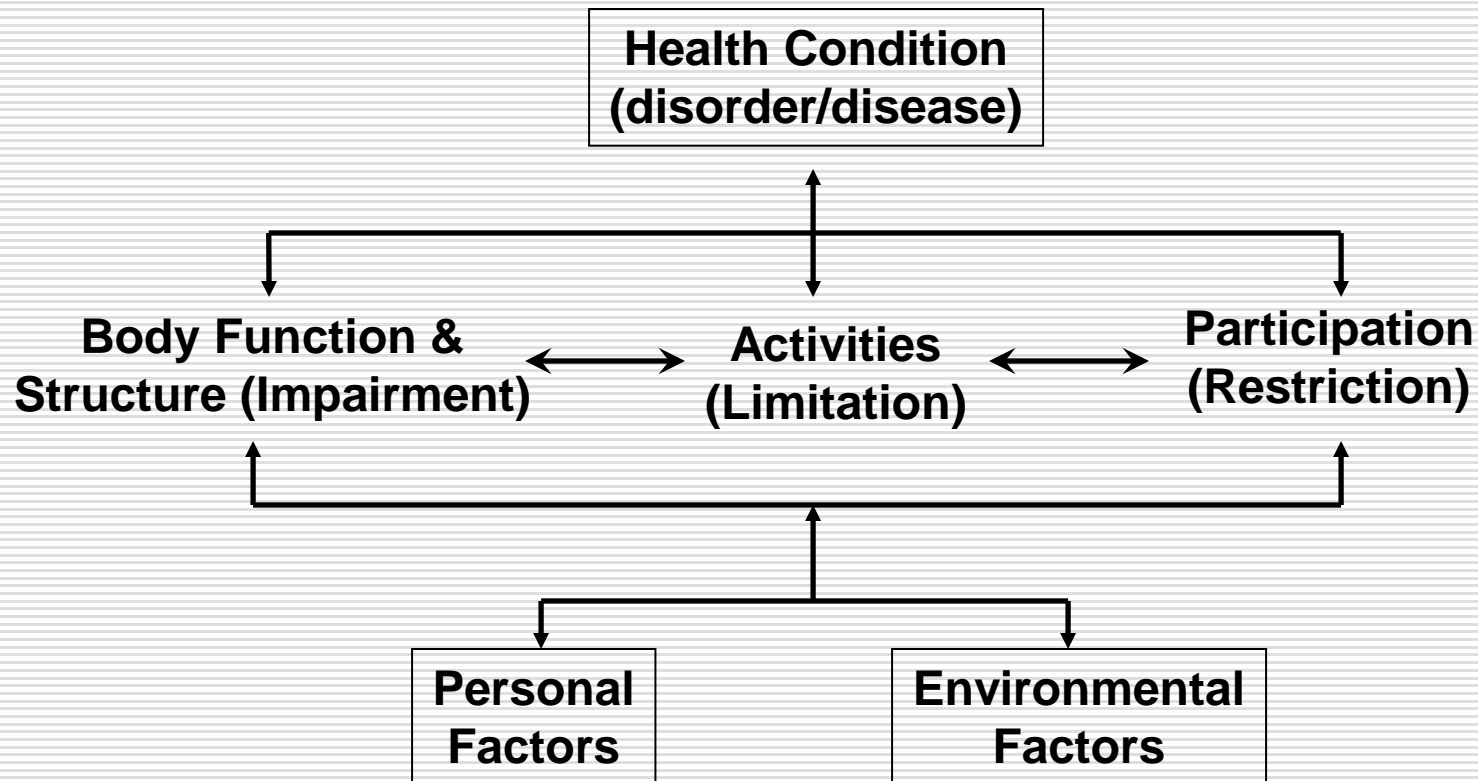 Health Condition
(disorder/disease)
Body Function &
Structure (Impairment)
Activities
(Limitation)
Participation
(Restriction)
Personal
Factors
Environmental
Factors